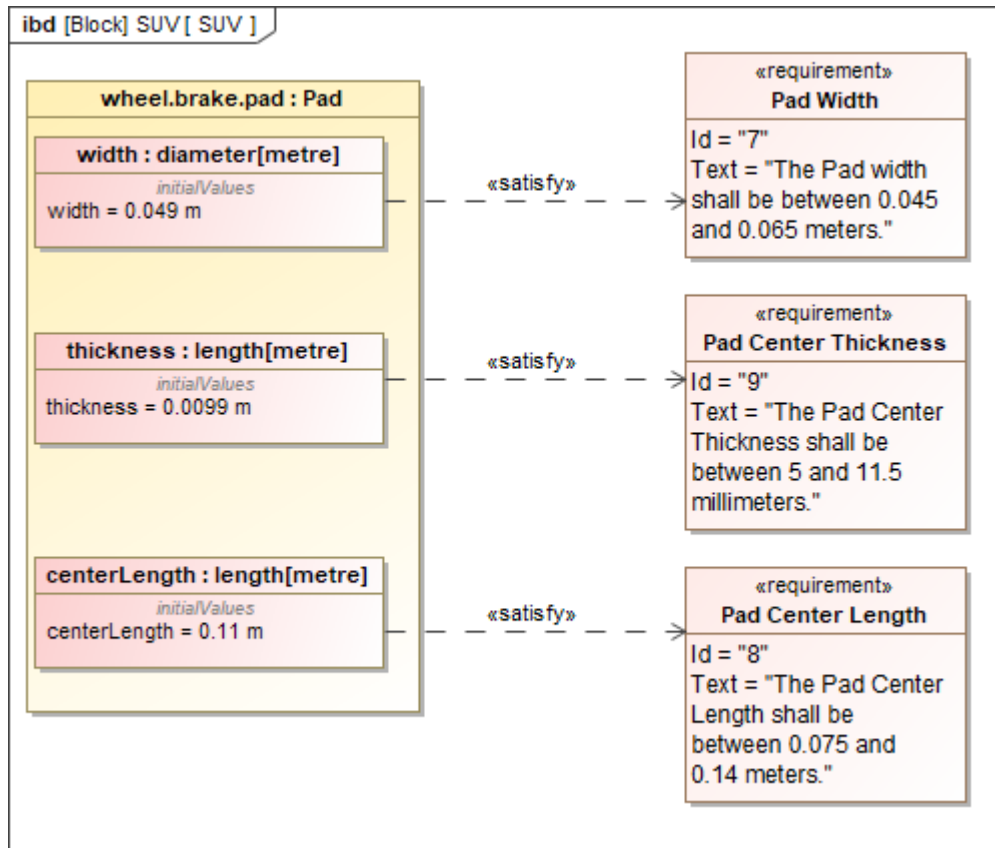 ibd [Block] SUV [ SUV ]
wheel.brake.pad : Pad
width : diameter[metre]
initialValues
width = 0.049 m
«satisfy»
«requirement»
Pad Width
Id = "7"
Text = "The Pad width
shall be between 0.045
and 0.065 meters."
thickness : length[metre]
initialValues
thickness = 0.0099 m
«satisfy»
«requirement»
Pad Center Thickness
Id = "9"
Text = "The Pad Center
Thickness shall be
between 5 and 11.5
millimeters."
centerLength : length[metre]
initialValues
centerLength = 0.11 m
«satisfy»
«requirement»
Pad Center Length
Id = "8"
Text = "The Pad Center
Length shall be
between 0.075 and
0.14 meters."